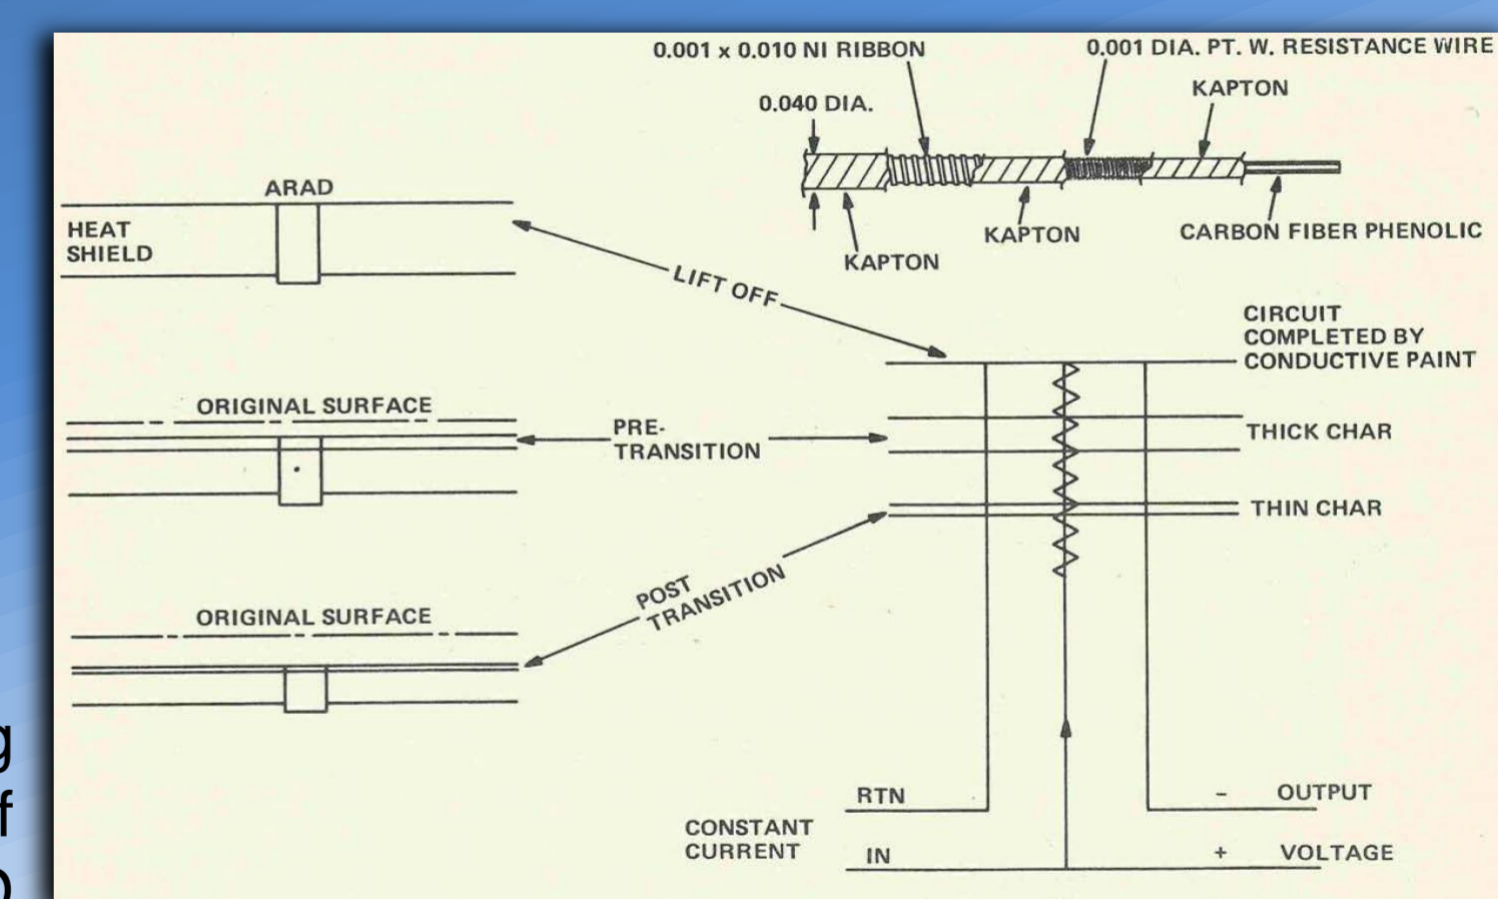 0.001 x 0.010 NI RIBBON
0.001 DIA. PT. W. RESISTANCE WIRE
KAPTON
0.040 DIA.
KAPTON
KAPTON
CARBON FIBER PHENOLIC
ARAD
HEAT
SHIELD
LIFT OFF
CIRCUIT
COMPLETED BY
CONDUCTIVE PAINT
ORIGINAL SURFACE
PRE-
TRANSITION
THICK CHAR
THIN CHAR
POST
TRANSITION
ORIGINAL SURFACE
g
f
RTN
- OUTPUT
CONSTANT
CURRENT
IN
+ VOLTAGE